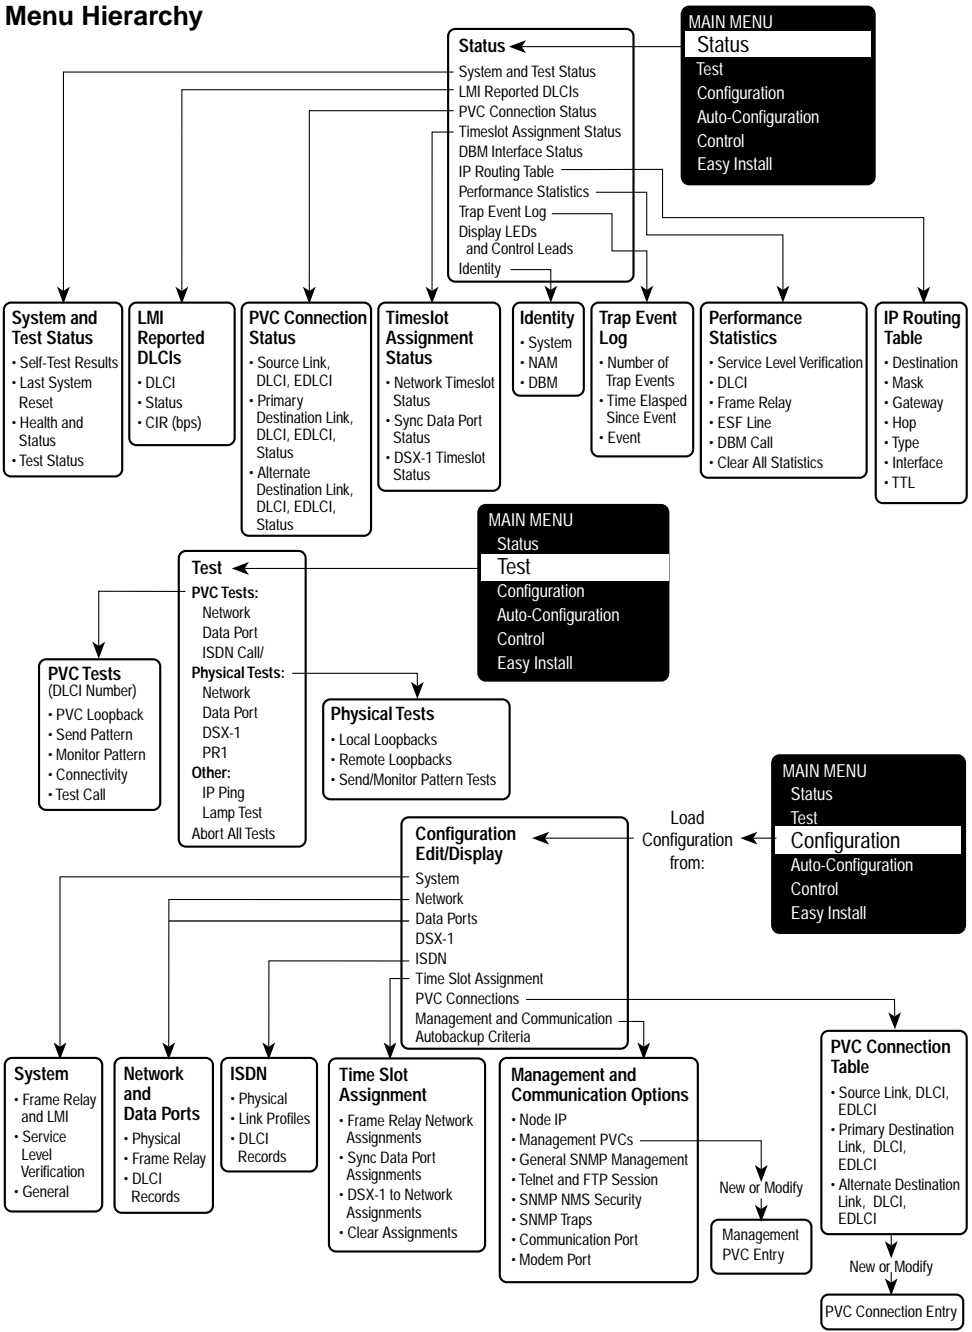 Menu Hierarchy
MAIN MENU
Status
Test
Configuration
Auto-Configuration
Control
Easy Install
Status
System and Test Status
LMI Reported DLCIs
PVC Connection Status
Timeslot Assignment Status
DBM Interface Status
IP Routing Table
Performance Statistics
Trap Event Log
Display LEDs
and Control Leads
Identity
System and
Test Status
• Self-Test Results
• Last System
Reset
• Health and
Status
• Test Status
LMI
Reported
DLCIs
• DLCI
• Status
• CIR (bps)
PVC Connection
Status
• Source Link,
DLCI, EDLCI
• Primary
Destination Link,
DLCI, EDLCI,
Status
• Alternate
Destination Link,
DLCI, EDLCI,
Status
Timeslot
Assignment
Status
• Network Timeslot
Status
• Sync Data Port
Status
• DSX-1 Timeslot
Status
Identity
• System
• NAM
• DBM
Trap Event
Log
• Number of
Trap Events
• Time Elasped
Since Event
• Event
Performance
Statistics
• Service Level Verification
• DLCI
• Frame Relay
• ESF Line
• DBM Call
• Clear All Statistics
IP Routing
Table
• Destination
• Mask
• Gateway
• Hop
• Type
• Interface
• TTL
MAIN MENU
Status
Test
Configuration
Auto-Configuration
Control
Easy Install
Test
PVC Tests:
Network
Data Port
ISDN Call/
Physical Tests:
Network
Data Port
DSX-1
PR1
Other:
IP Ping
Lamp Test
Abort All Tests
PVC Tests
(DLCI Number)
• PVC Loopback
• Send Pattern
• Monitor Pattern
• Connectivity
• Test Call
Physical Tests
• Local Loopbacks
• Remote Loopbacks
• Send/Monitor Pattern Tests
MAIN MENU
Status
Test
Configuration
Auto-Configuration
Control
Easy Install
Load
Configuration
from:
Configuration
Edit/Display
System
Network
Data Ports
DSX-1
ISDN
Time Slot Assignment
PVC Connections
Management and Communication
Autobackup Criteria
System
• Frame Relay
and LMI
• Service
Level
Verification
• General
Network
and
Data Ports
• Physical
• Frame Relay
• DLCI
Records
ISDN
• Physical
• Link Profiles
• DLCI
Records
Time Slot
Assignment
• Frame Relay Network
Assignments
• Sync Data Port
Assignments
• DSX-1 to Network
Assignments
• Clear Assignments
Management and
Communication Options
• Node IP
• Management PVCs
• General SNMP Management
• Telnet and FTP Session
• SNMP NMS Security
• SNMP Traps
• Communication Port
• Modem Port
New or Modify
Management
PVC Entry
PVC Connection
Table
• Source Link, DLCI,
EDLCI
• Primary Destination
Link, DLCI,
EDLCI
• Alternate Destination
Link, DLCI,
EDLCI
New or Modify
PVC Connection Entry